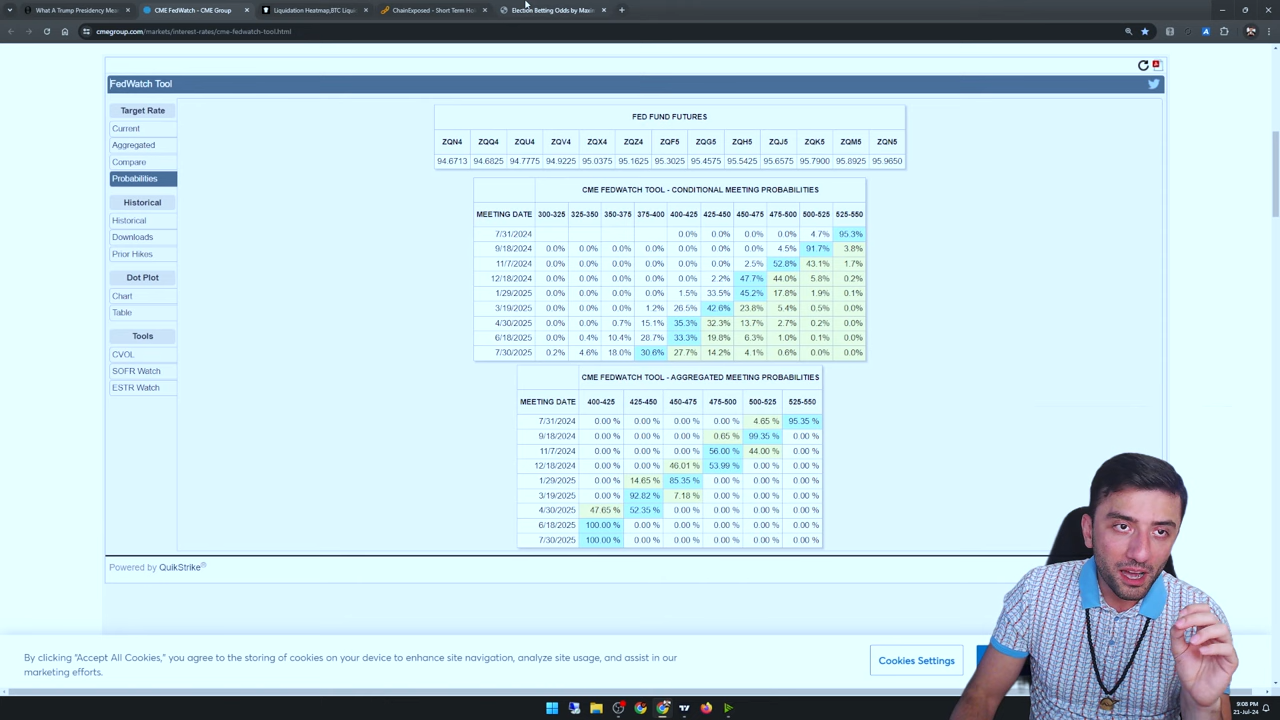 What A Trump Presidency Me
CME FedWatch - CME Group
Liquidation Heatmap,BTC Liqui
ChainExposed - Short Term Ho
Election Betting Odds by Maxim
cmegroup.com/markets/interest-rates/cme-fedwatch-tool.html
FedWatch Tool
Target Rate
Current
Aggregated
Compare
Probabilities
Historical
Historical
Downloads
Prior Hikes
Dot Plot
Chart
Table
Tools
CVOL
SOFR Watch
ESTR Watch
FED FUND FUTURES
ZQN4 ZQQ4 ZQU4 ZQV4 ZQX4 ZQZ4 ZQF5 ZQG5 ZQH5 ZQJ5 ZQK5 ZQM5 ZQN5
94.6713 94.6825 94.7775 94.9225 95.0375 95.1625 95.3025 95.4575 95.5425 95.6575 95.7900 95.8925 95.9650
CME FEDWATCH TOOL - CONDITIONAL MEETING PROBABILITIES
MEETING DATE 300-325 325-350 350-375 375-400 400-425 425-450 450-475 475-500 500-525 525-550
7/31/2024 0.0% 0.0% 0.0% 0.0% 4.7% 95.3%
9/18/2024 0.0% 0.0% 0.0% 0.0% 0.0% 0.0% 0.0% 4.5% 91.7% 3.8%
11/7/2024 0.0% 0.0% 0.0% 0.0% 0.0% 0.0% 2.5% 52.8% 43.1% 1.7%
12/18/2024 0.0% 0.0% 0.0% 0.0% 0.0% 2.2% 47.7% 44.0% 5.8% 0.2%
1/29/2025 0.0% 0.0% 0.0% 0.0% 1.5% 33.5% 45.2% 17.8% 1.9% 0.1%
3/19/2025 0.0% 0.0% 0.0% 1.2% 26.5% 42.6% 23.8% 5.4% 0.5% 0.0%
4/30/2025 0.0% 0.0% 0.7% 15.1% 35.3% 32.3% 13.7% 2.7% 0.2% 0.0%
6/18/2025 0.0% 0.4% 10.4% 28.7% 33.3% 19.8% 6.3% 1.0% 0.1% 0.0%
7/30/2025 0.2% 4.6% 18.0% 30.6% 27.7% 14.2% 4.1% 0.6% 0.0% 0.0%
CME FEDWATCH TOOL - AGGREGATED MEETING PROBABILITIES
MEETING DATE 400-425 425-450 450-475 475-500 500-525 525-550
7/31/2024 0.00 % 0.00 % 0.00 % 0.00 % 4.65 % 95.35 %
9/18/2024 0.00 % 0.00 % 0.00 % 0.65 % 99.35 % 0.00 %
11/7/2024 0.00 % 0.00 % 0.00 % 56.00 % 44.00 % 0.00 %
12/18/2024 0.00 % 0.00 % 46.01 % 53.99 % 0.00 % 0.00 %
1/29/2025 0.00 % 14.65 % 85.35 % 0.00 % 0.00 % 0.00 %
3/19/2025 0.00 % 92.82 % 7.18 % 0.00 % 0.00 % 0.00 %
4/30/2025 47.65 % 52.35 % 0.00 % 0.00 % 0.00 % 0.00 %
6/18/2025 100.00 % 0.00 % 0.00 % 0.00 % 0.00 % 0.00 %
7/30/2025 100.00 % 0.00 % 0.00 % 0.00 % 0.00 % 0.00 %
Powered by QuikStrike®
By clicking “Accept All Cookies,” you agree to the storing of cookies on your device to enhance site navigation, analyze site usage, and assist in our
marketing efforts.
Cookies Settings
9:08 PM
21-Jul-24